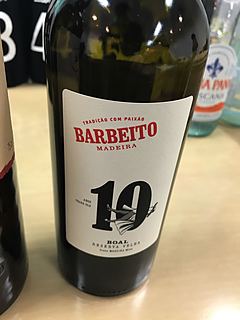 TRADIÇÃO COM PAIXÃO
BARBEITO
MADEIRA
10
BOAL
RESERVA VELHA